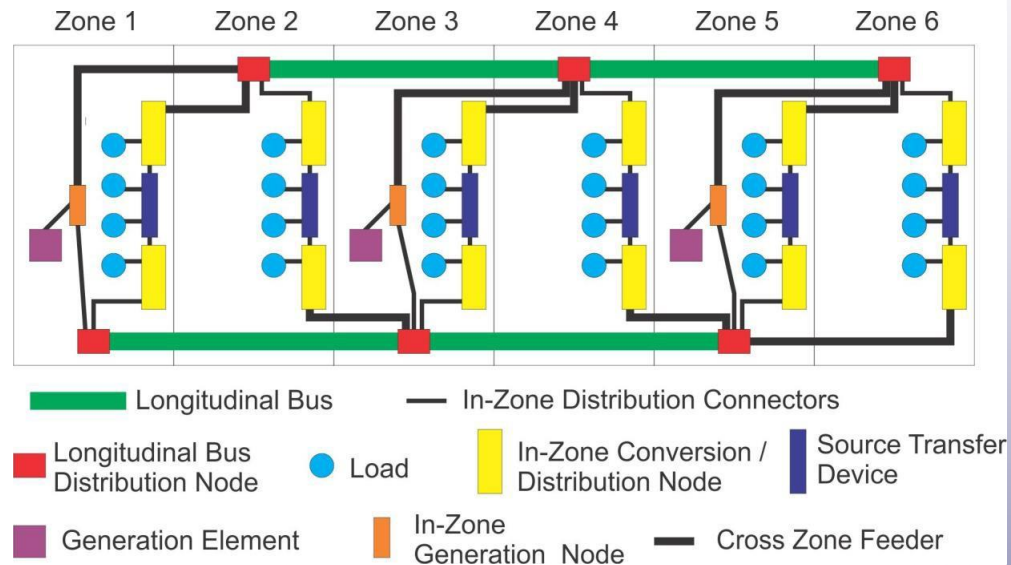 Zone 1 Zone 2 Zone 3 Zone 4 Zone 5 Zone 6
Longitudinal Bus
In-Zone Distribution Connectors
Longitudinal Bus
Distribution Node
Load
In-Zone Conversion /
Distribution Node
Source Transfer
Device
Generation Element
In-Zone
Generation Node
Cross Zone Feeder